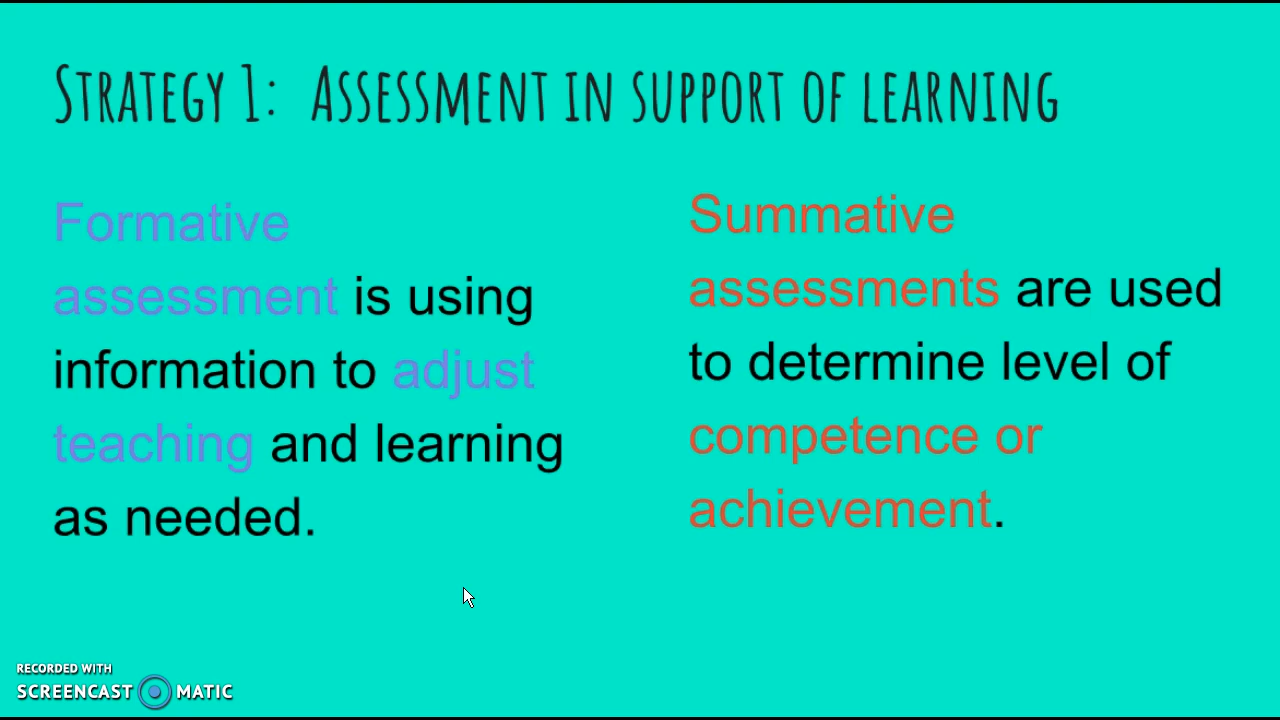 Strategy 1: Assessment in support of learning
Formative
assessment is using
information to adjust
teaching and learning
as needed.
Summative
assessments are used
to determine level of
competence or
achievement.
RECORDED WITH
SCREENCAST MATIC